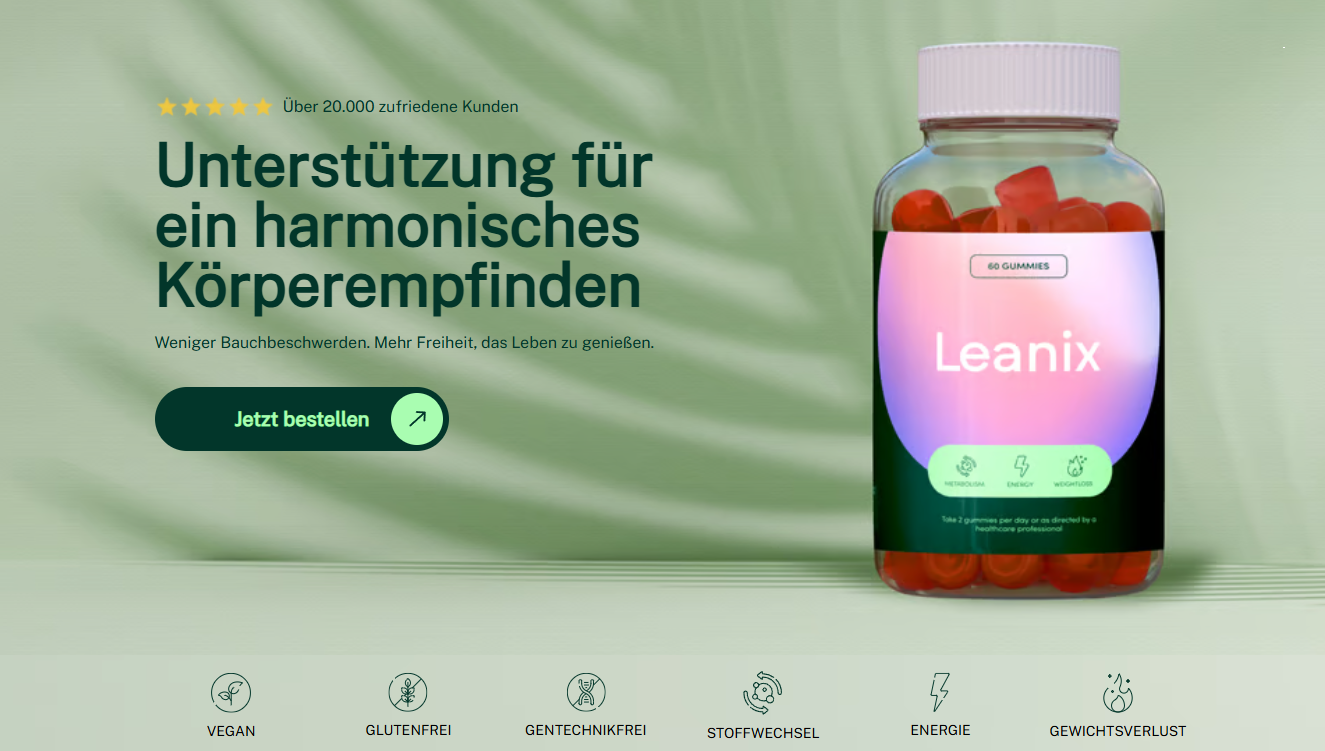 Über 20.000 zufriedene Kunden
Unterstützung für
ein harmonisches
Körperempfinden
Weniger Bauchbeschwerden. Mehr Freiheit, das Leben zu genießen.
Jetzt bestellen
60 GUMMIES
Leanix
METABOLISM ENERGY WEIGHTLOSS
Take 2 gummies per day or as directed by a
healthcare professional
VEGAN GLUTENFREI GENTECHNIKFREI STOFFWECHSEL ENERGIE GEWICHTSVERLUST